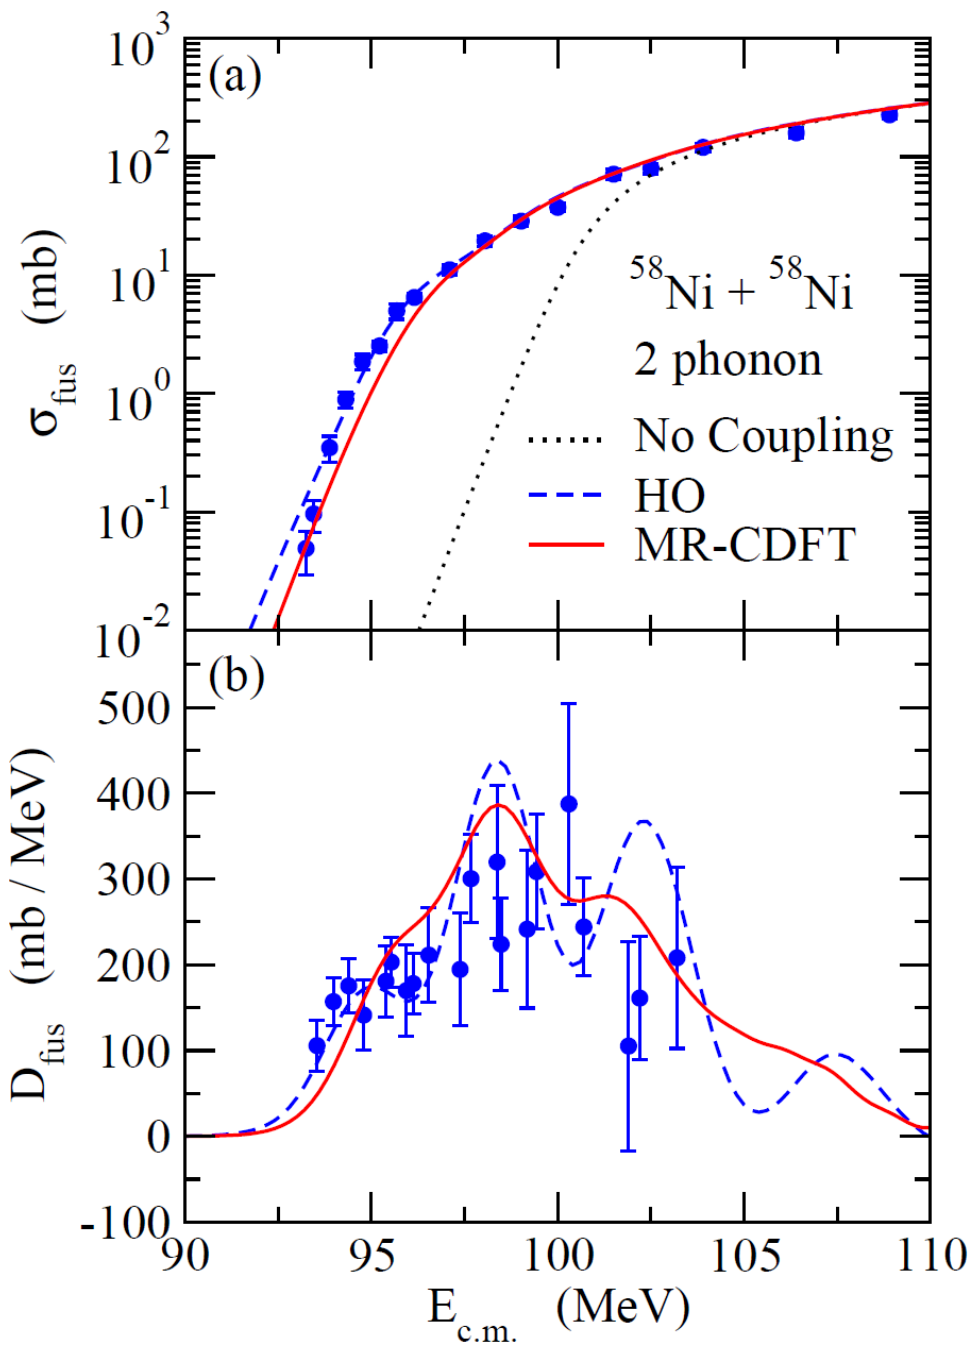 10^3
(a)
10^2
σ_fus (mb)
10^1
58Ni + 58Ni
2 phonon
10^0
No Coupling
HO
10^-1
MR-CDFT
10^-2
(b)
500
400
D_fus (mb / MeV)
300
200
100
0
-100
90 95 100 105 110
E_c.m. (MeV)